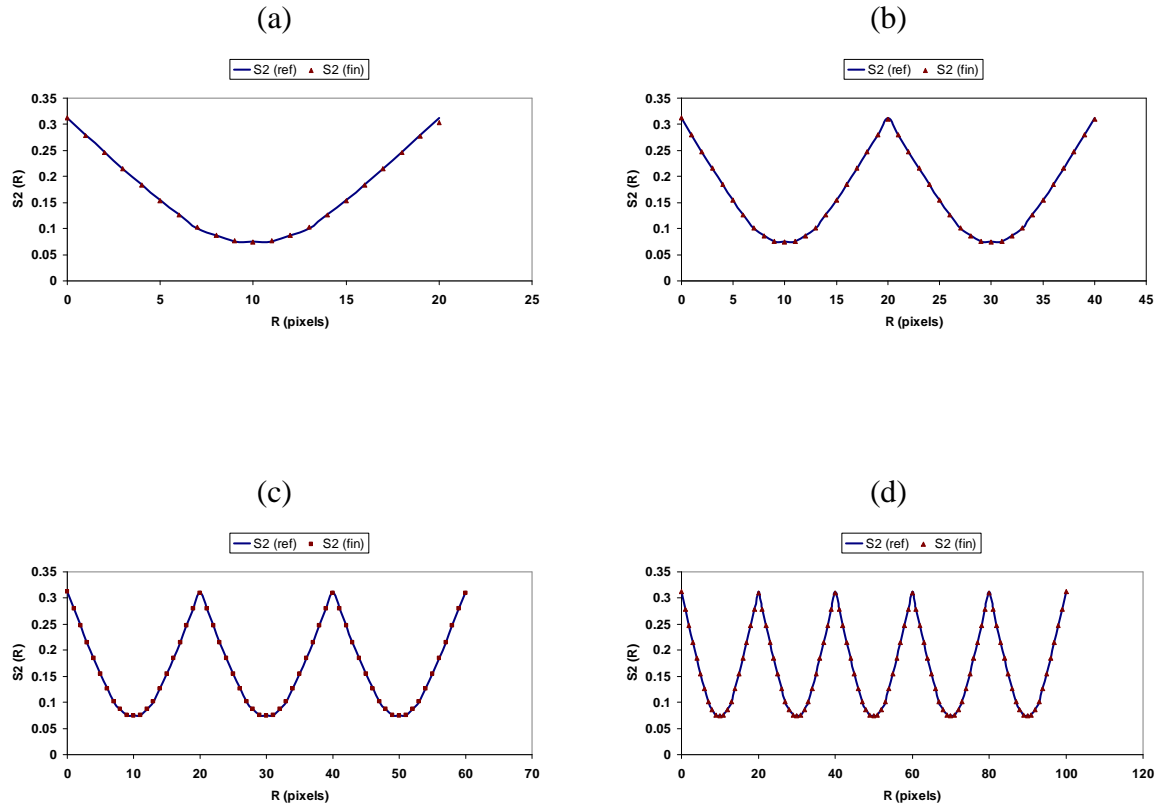 (a)
S2 (ref) S2 (fin)
0.35
0.3
0.25
0.2
0.15
0.1
0.05
0
S2 (R)
0 5 10 15 20 25
R (pixels)
(b)
S2 (ref) S2 (fin)
0.35
0.3
0.25
0.2
0.15
0.1
0.05
0
S2 (R)
0 5 10 15 20 25 30 35 40 45
R (pixels)
(c)
S2 (ref) S2 (fin)
0.35
0.3
0.25
0.2
0.15
0.1
0.05
0
S2 (R)
0 10 20 30 40 50 60 70
R (pixels)
(d)
S2 (ref) S2 (fin)
0.35
0.3
0.25
0.2
0.15
0.1
0.05
0
S2 (R)
0 20 40 60 80 100 120
R (pixels)